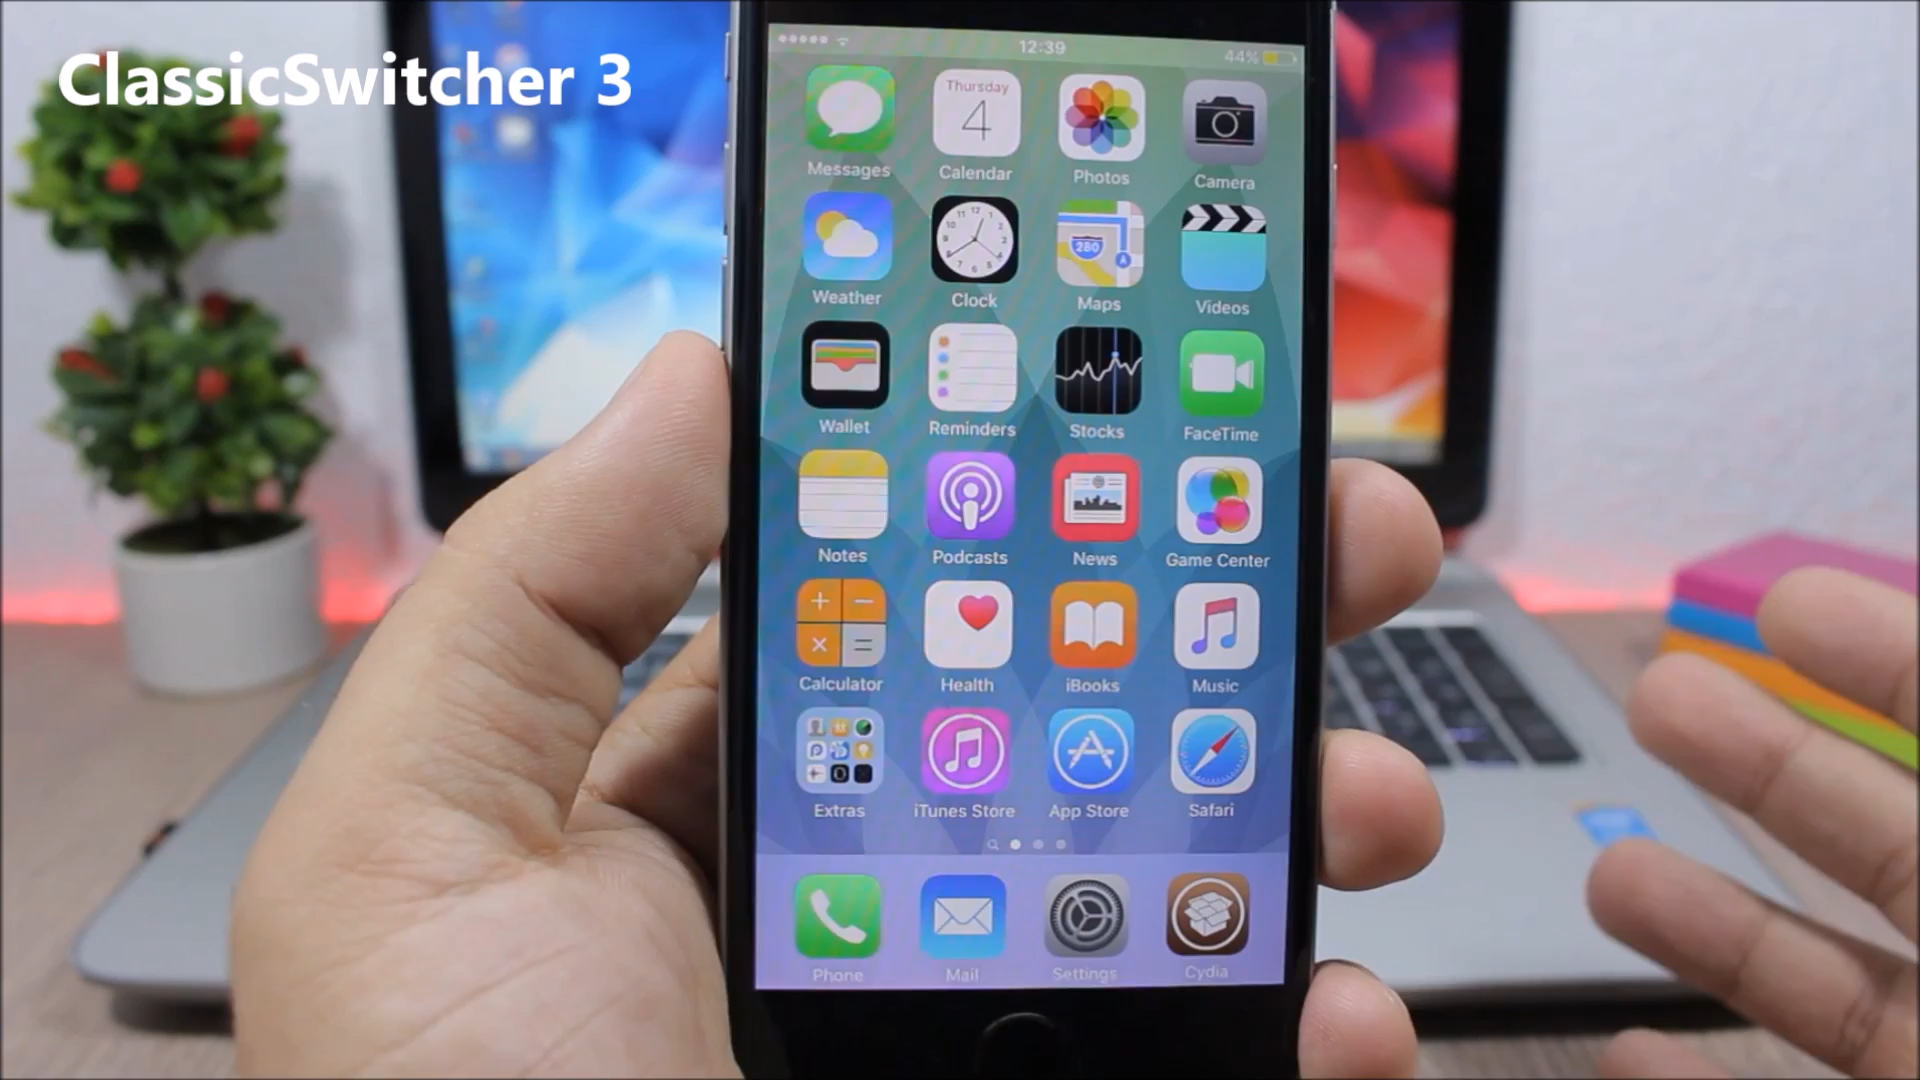 ClassicSwitcher 3
12:39
44%
Thursday
4
Messages
Calendar
Photos
Camera
280
Weather
Clock
Maps
Videos
Wallet
Reminders
Stocks
FaceTime
Notes
Podcasts
News
Game Center
Calculator
Health
iBooks
Music
Extras
iTunes Store
App Store
Safari
Phone
Mail
Settings
Cydia